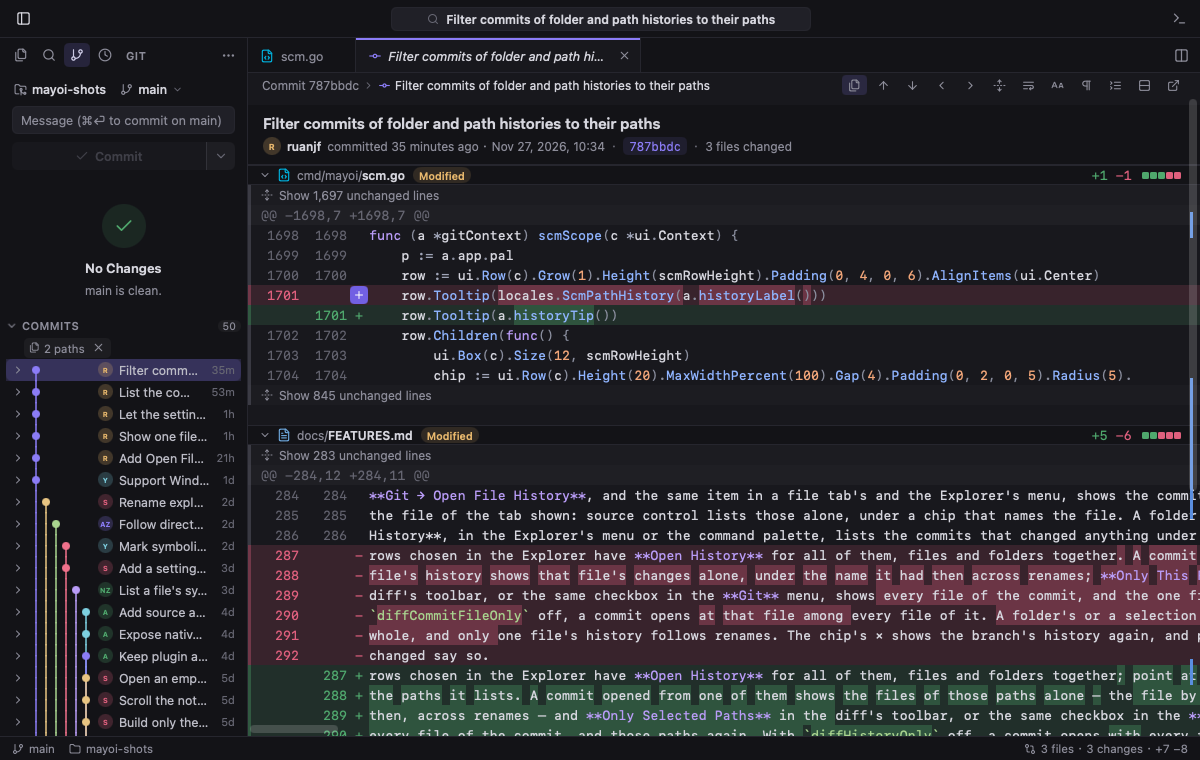 Filter commits of folder and path histories to their paths
GIT
scm.go
Filter commits of folder and path hi...
mayoi-shots
main
Commit 787bbdc
Filter commits of folder and path histories to their paths
Message (⌘⏎ to commit on main)
Commit
No Changes
main is clean.
COMMITS
50
2 paths
Filter comm... 35m
List the co... 53m
Let the settin... 1h
Show one file... 1h
Add Open Fil... 21h
Support Wind... 1d
Rename expl... 2d
Follow direct... 2d
Mark symboli... 2d
Add a setting... 3d
List a file's sy... 3d
Add source a... 4d
Expose nativ... 4d
Keep plugin a... 4d
Open an emp... 5d
Scroll the not... 5d
Build only the... 5d
Filter commits of folder and path histories to their paths
R ruanjf committed 35 minutes ago · Nov 27, 2026, 10:34 · 787bbdc · 3 files changed
cmd/mayoi/scm.go Modified +1 −1
Show 1,697 unchanged lines
@@ −1698,7 +1698,7 @@
1698 1698 func (a *gitContext) scmScope(c *ui.Context) {
1699 1699 p := a.app.pal
1700 1700 row := ui.Row(c).Grow(1).Height(scmRowHeight).Padding(0, 4, 0, 6).AlignItems(ui.Center)
1701 + row.Tooltip(locales.ScmPathHistory(a.historyLabel()))
1701 + row.Tooltip(a.historyTip())
1702 1702 row.Children(func() {
1703 1703 ui.Box(c).Size(12, scmRowHeight)
1704 1704 chip := ui.Row(c).Height(20).MaxWidthPercent(100).Gap(4).Padding(0, 2, 0, 5).Radius(5).
Show 845 unchanged lines
docs/FEATURES.md Modified +5 −6
Show 283 unchanged lines
@@ −284,12 +284,11 @@
284 284 **Git → Open File History**, and the same item in a file tab's and the Explorer's menu, shows the commi
285 285 the file of the tab shown: source control lists those alone, under a chip that names the file. A folder
286 286 History**, in the Explorer's menu or the command palette, lists the commits that changed anything under
287 − rows chosen in the Explorer have **Open History** for all of them, files and folders together. A commit
288 − file's history shows that file's changes alone, under the name it had then across renames; **Only This
289 − diff's toolbar, or the same checkbox in the **Git** menu, shows every file of the commit, and the one fi
290 − `diffCommitFileOnly` off, a commit opens at that file among every file of it. A folder's or a selection
291 − whole, and only one file's history follows renames. The chip's × shows the branch's history again, and p
292 − changed say so.
287 + rows chosen in the Explorer have **Open History** for all of them, files and folders together; point at
288 + the paths it lists. A commit opened from one of them shows the files of those paths alone — the file by
289 + then, across renames — and **Only Selected Paths** in the diff's toolbar, or the same checkbox in the *
290 + every file of the commit, and those paths again. With `diffHistoryOnly` off, a commit opens with every
main
mayoi-shots
3 files · 3 changes · +7 −8